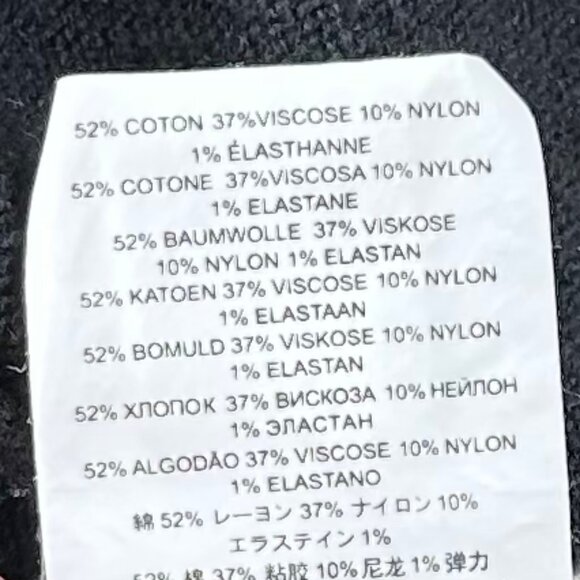 52% COTON 37%VISCOSE 10% NYLON
1% ÉLASTHANNE
52% COTONE 37%VISCOSA 10% NYLON
1% ELASTANE
52% BAUMWOLLE 37% VISKOSE
10% NYLON 1% ELASTAN
52% KATOEN 37% VISCOSE 10% NYLON
1% ELASTAAN
52% BOMULD 37% VISKOSE 10% NYLON
1% ELASTAN
52% ХЛОПОК 37% ВИСКОЗА 10% НЕЙЛОН
1% ЭЛАСТАН
52% ALGODÃO 37% VISCOSE 10% NYLON
1% ELASTANO
綿 52% レーヨン 37% ナイロン 10%
エラステイン 1%
52% 棉 37% 粘胶 10% 尼龙 1% 弹力